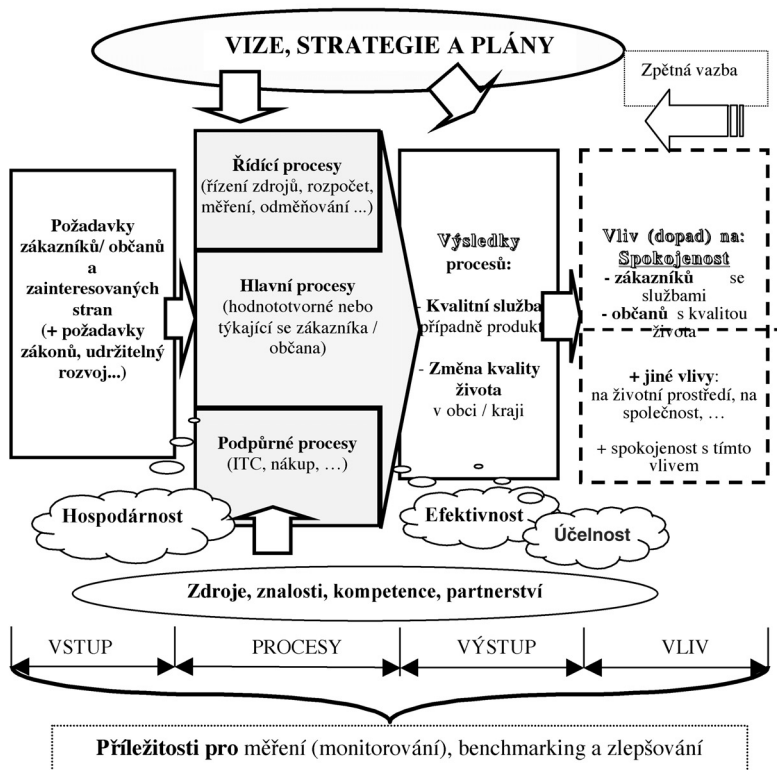 VIZE, STRATEGIE A PLÁNY
Zpětná vazba
Požadavky
zákazníků/ občanů
a
zainteresovaných
stran
(+ požadavky
zákonů, udržitelný
rozvoj...)
Řídící procesy
(řízení zdrojů, rozpočet,
měření, odměňování ...)
Hlavní procesy
(hodnototvorné nebo
týkající se zákazníka /
občana)
Podpůrné procesy
(ITC, nákup, …)
Výsledky
procesů:
- Kvalitní služba
případně produkt
- Změna kvality
života
v obci / kraji
Vliv (dopad) na:
Spokojenost
- zákazníků se
službami
- občanů s kvalitou
života
+ jiné vlivy:
na životní prostředí, na
společnost, …
+ spokojenost s tímto
vlivem
Hospodárnost
Efektivnost
Účelnost
Zdroje, znalosti, kompetence, partnerství
VSTUP
PROCESY
VÝSTUP
VLIV
Příležitosti pro měření (monitorování), benchmarking a zlepšování